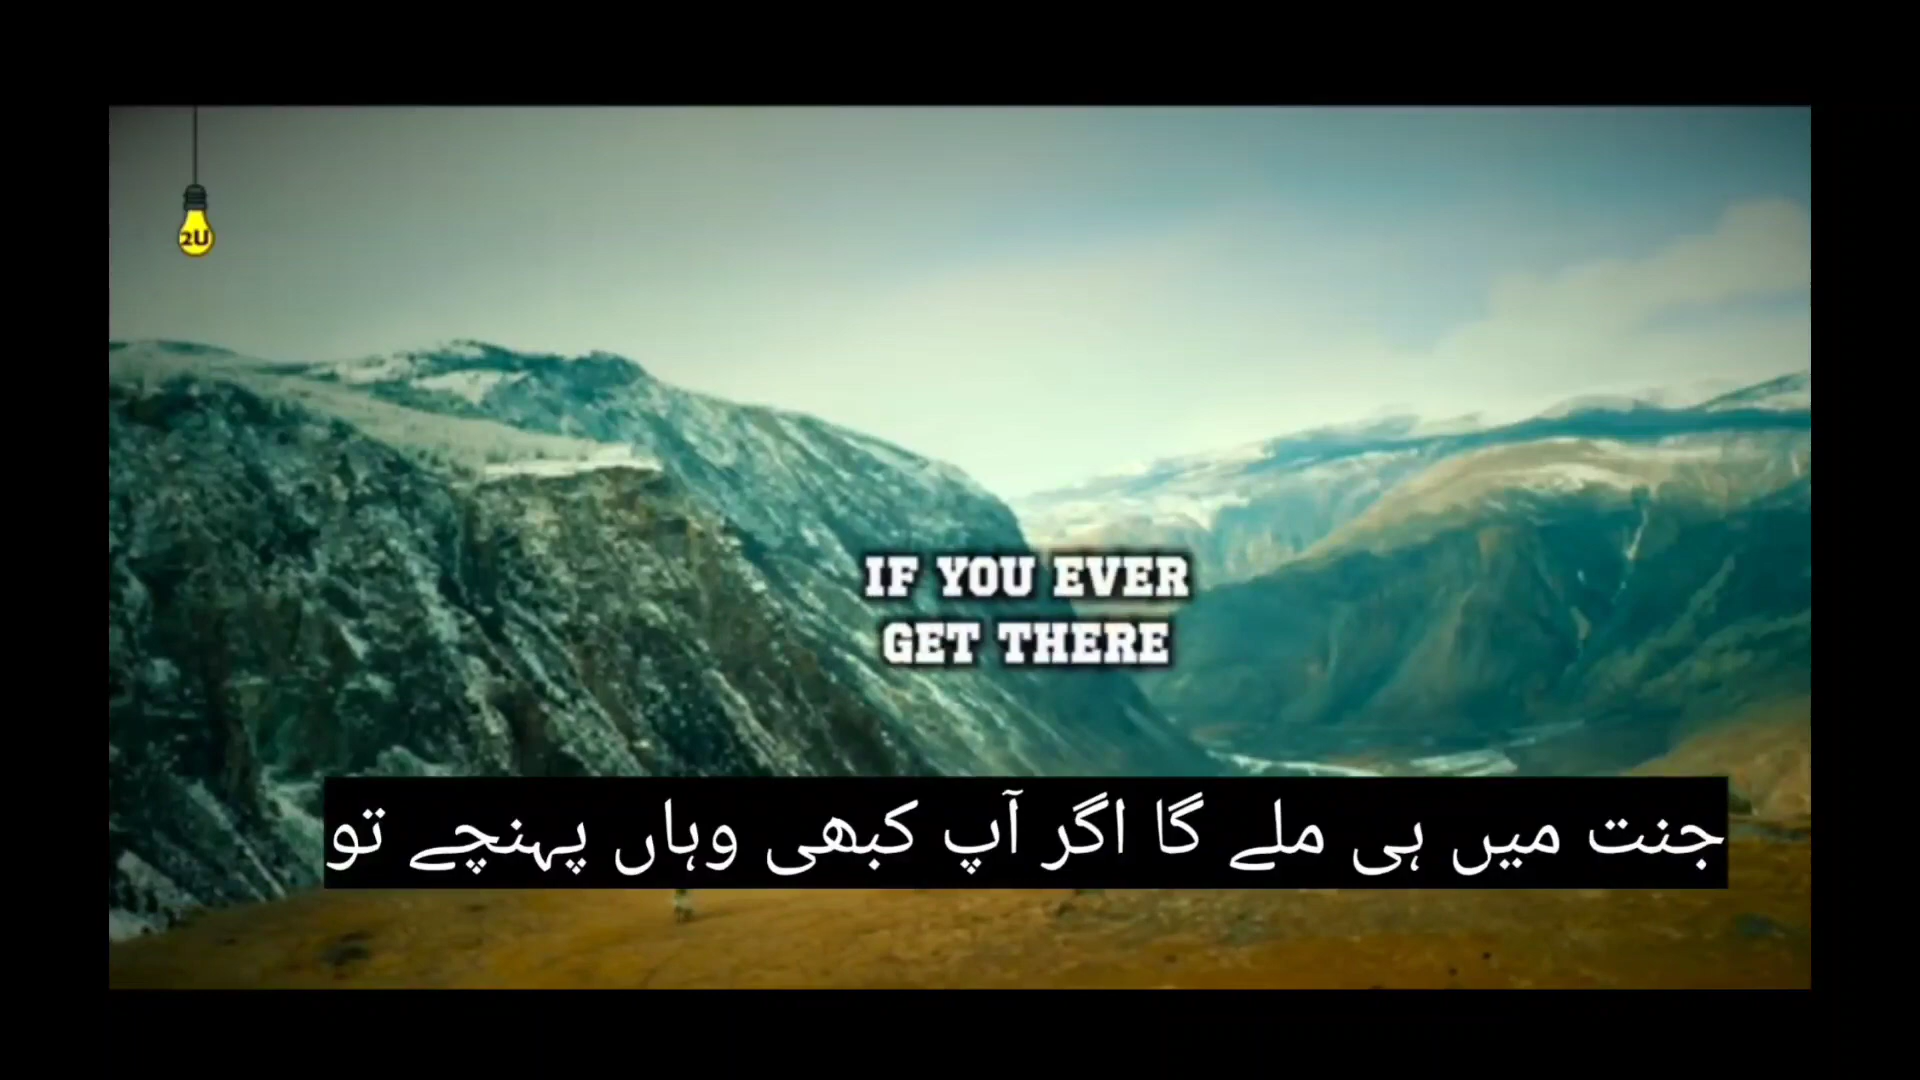 2U
IF YOU EVER
GET THERE
جنت میں ہی ملے گا اگر آپ کبھی وہاں پہنچے تو